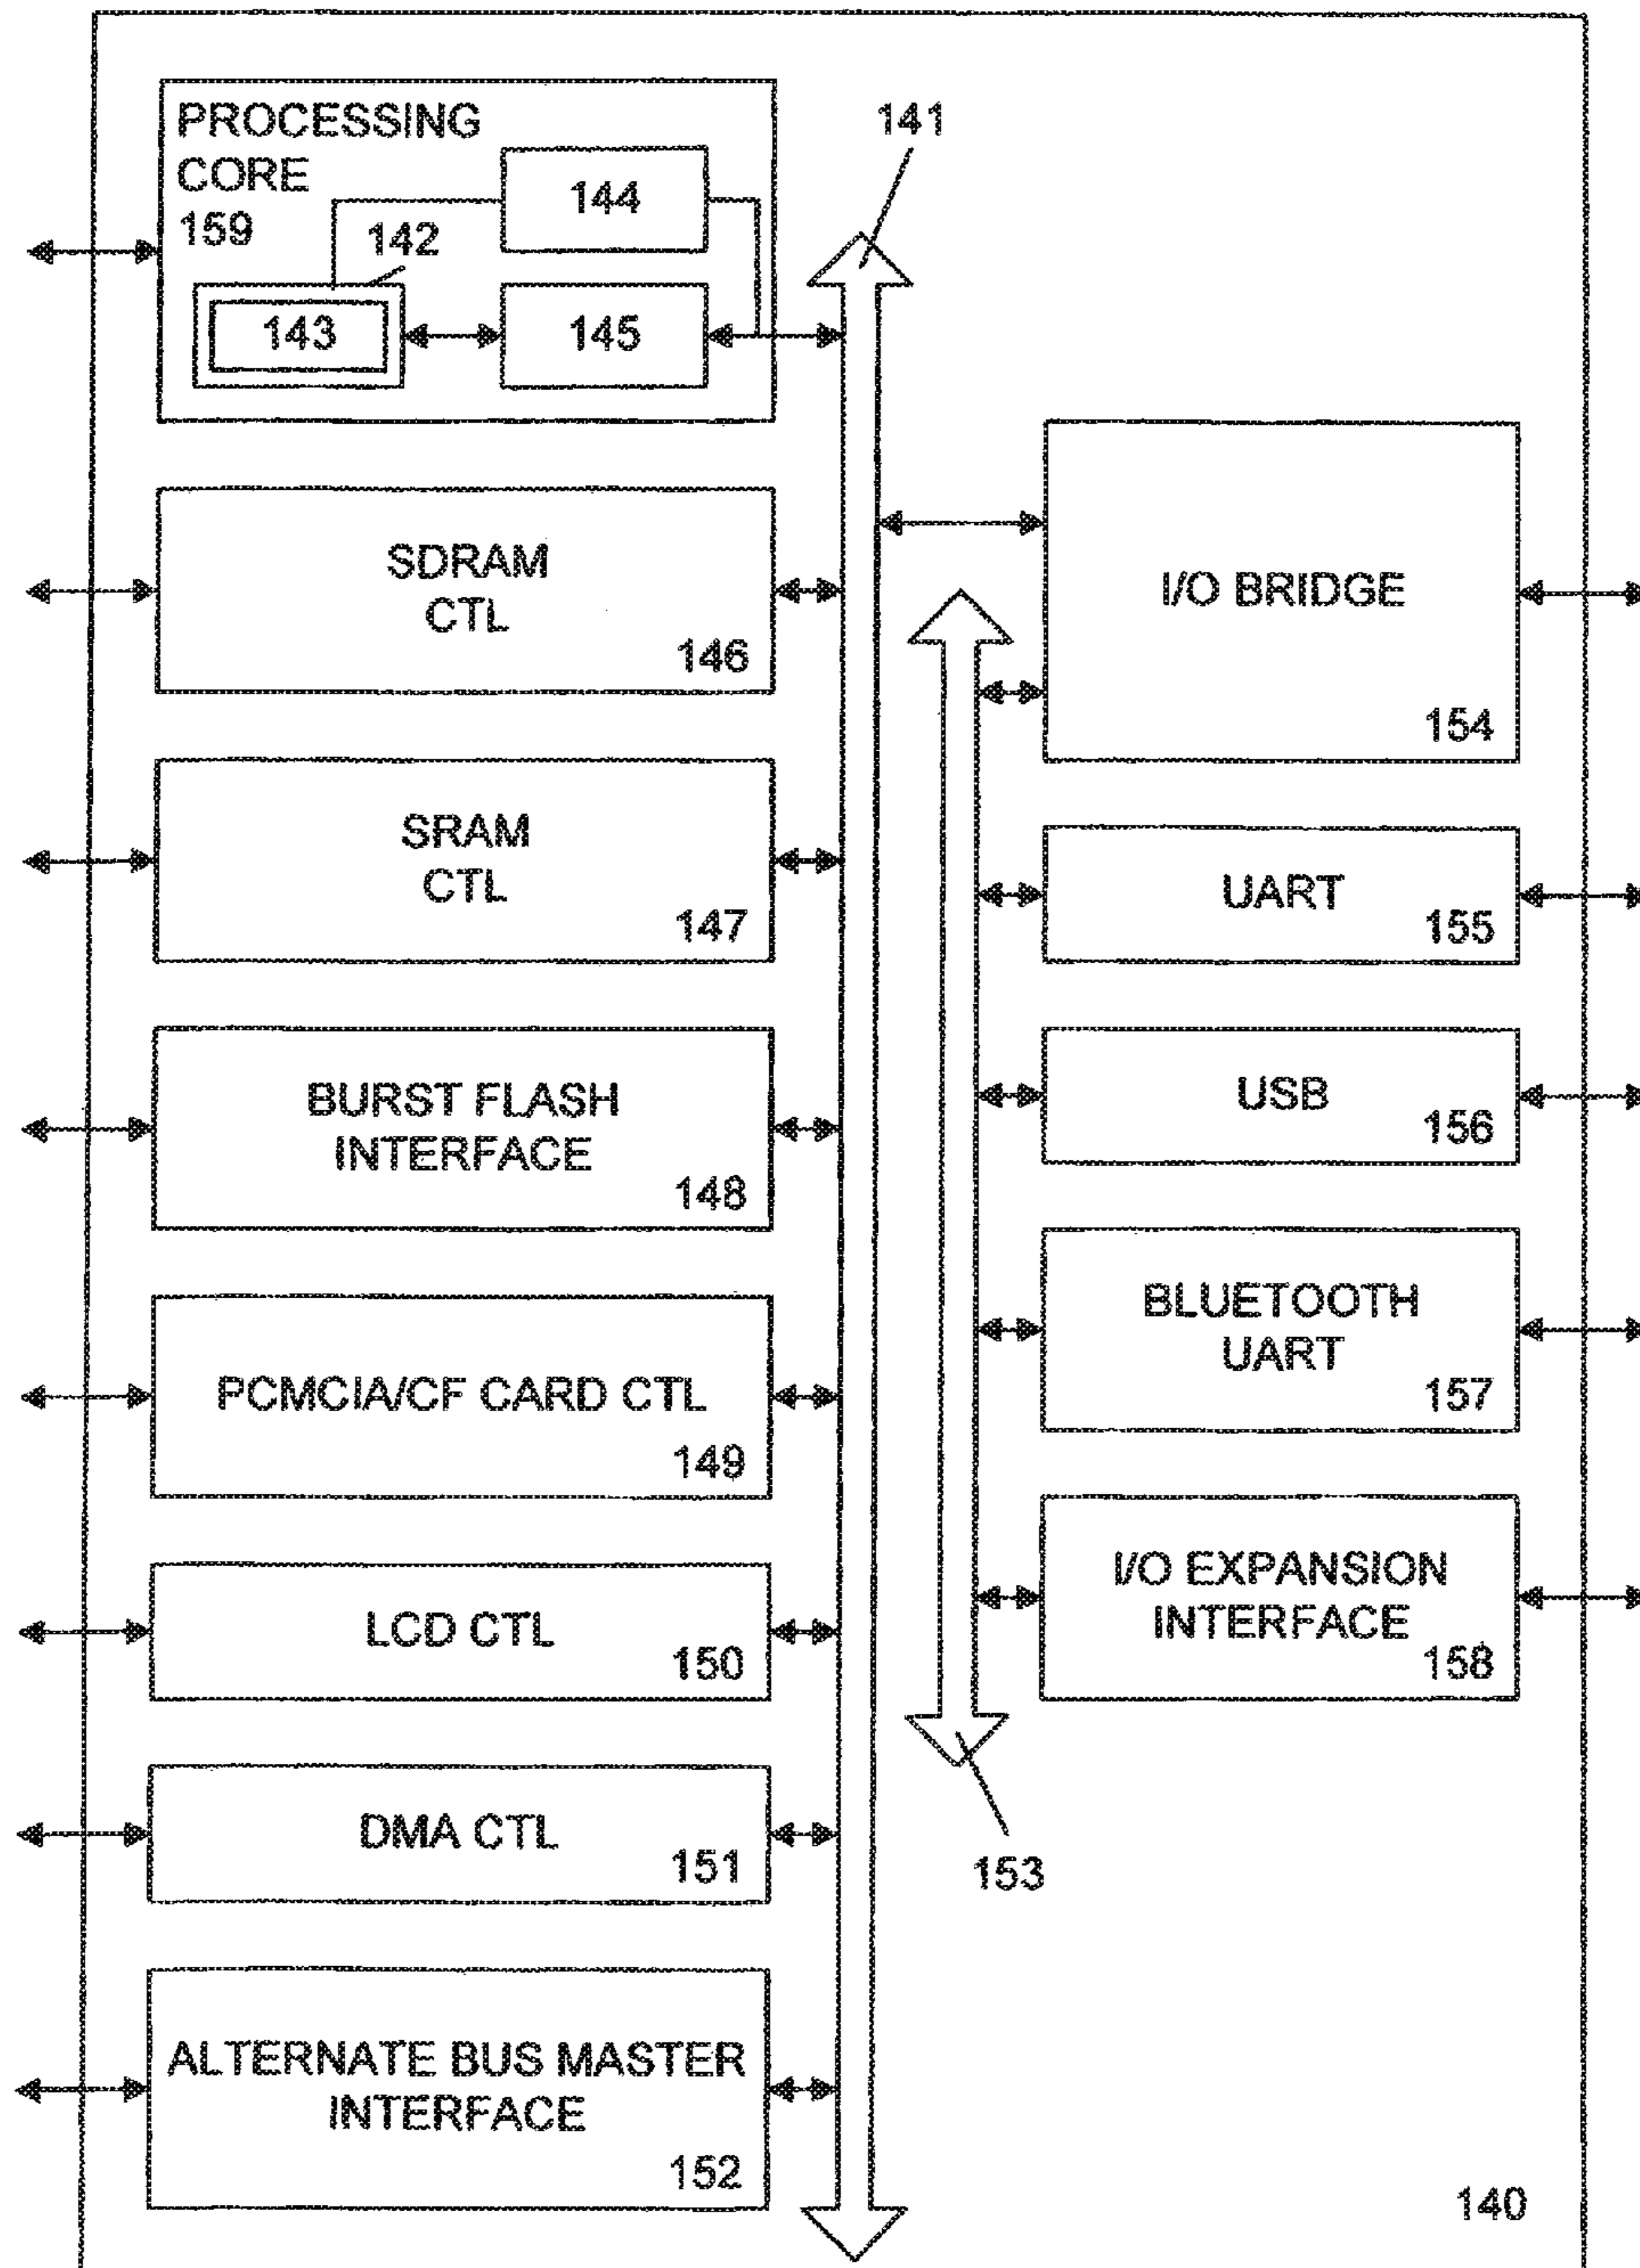 PROCESSING
CORE
159
142
144
143
145
141
SDRAM
CTL
146
SRAM
CTL
147
BURST FLASH
INTERFACE
148
PCMCIA/CF CARD CTL
149
LCD CTL
150
DMA CTL
151
ALTERNATE BUS MASTER
INTERFACE
152
I/O BRIDGE
154
UART
155
USB
156
BLUETOOTH
UART
157
I/O EXPANSION
INTERFACE
158
153
140